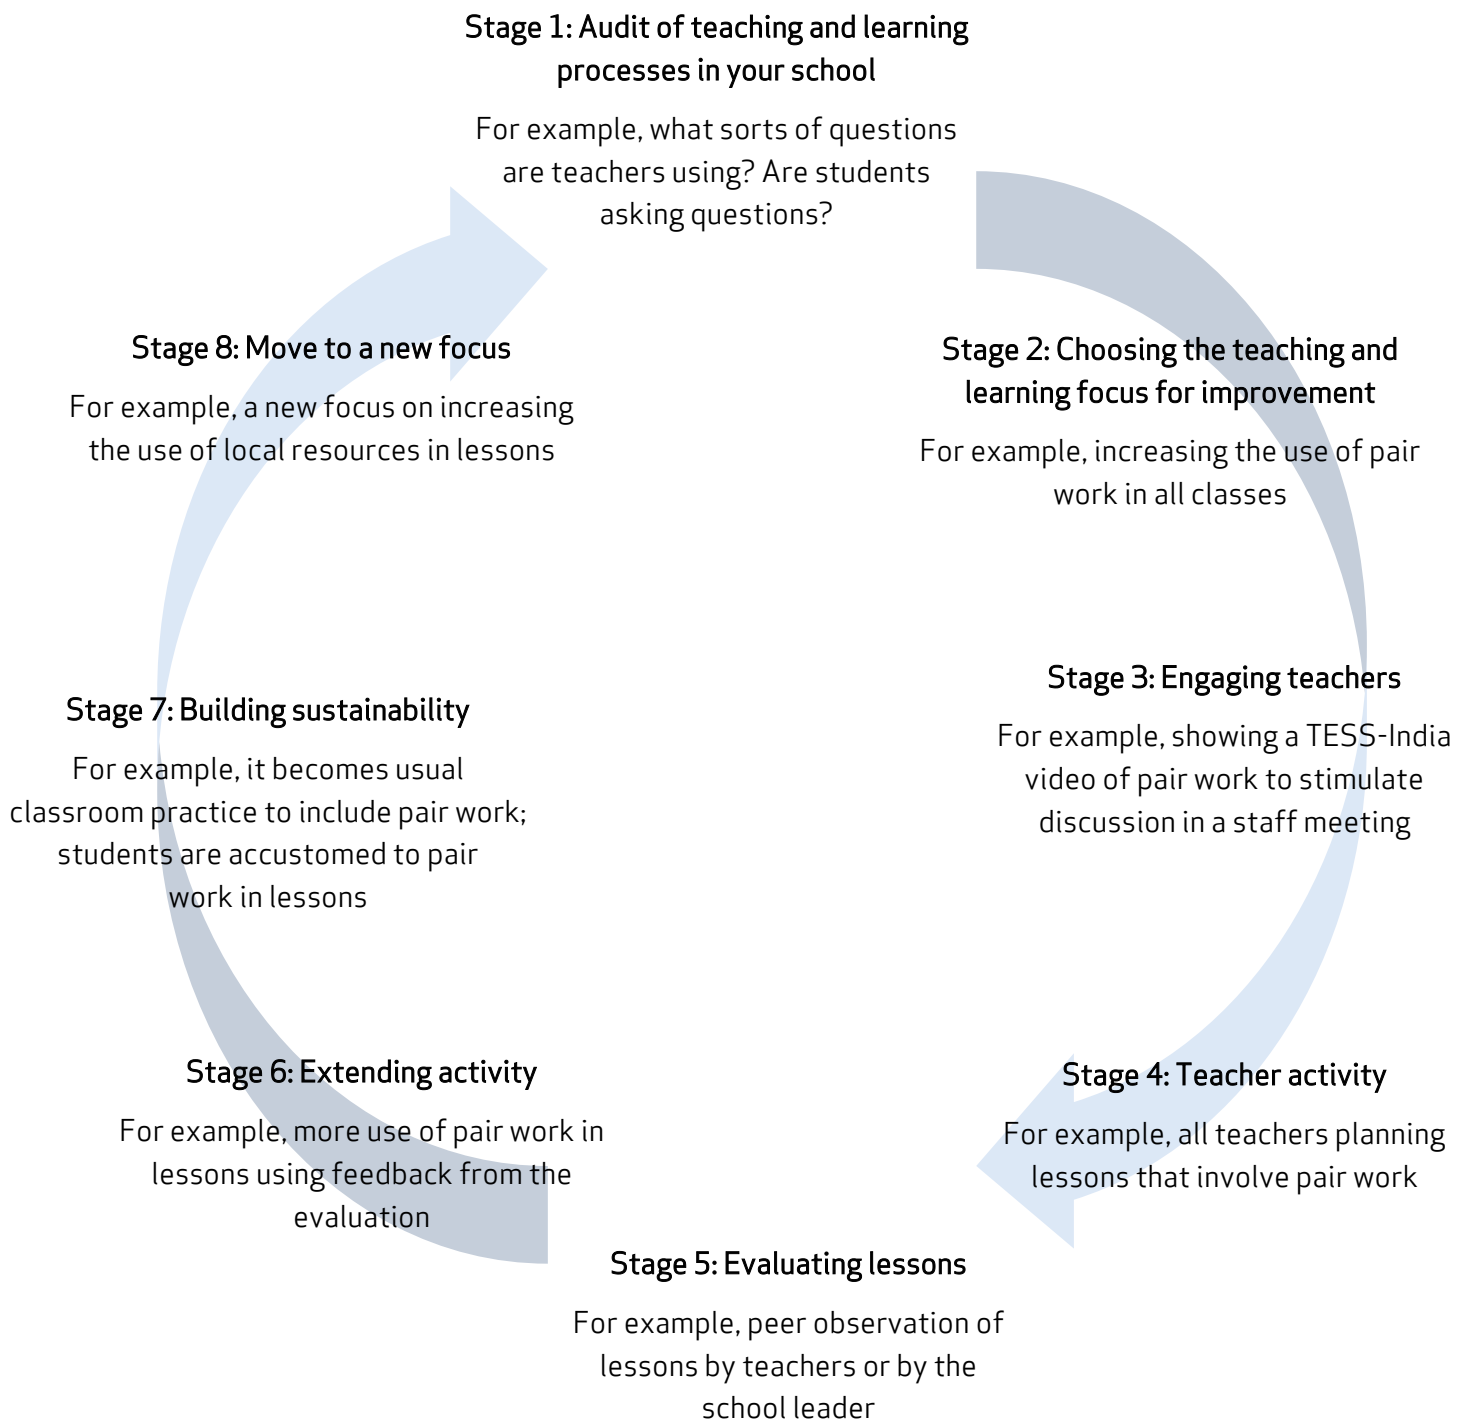 Stage 1: Audit of teaching and learning
processes in your school
For example, what sorts of questions
are teachers using? Are students
asking questions?
Stage 2: Choosing the teaching and
learning focus for improvement
For example, increasing the use of pair
work in all classes
Stage 3: Engaging teachers
For example, showing a TESS-India
video of pair work to stimulate
discussion in a staff meeting
Stage 4: Teacher activity
For example, all teachers planning
lessons that involve pair work
Stage 5: Evaluating lessons
For example, peer observation of
lessons by teachers or by the
school leader
Stage 6: Extending activity
For example, more use of pair work in
lessons using feedback from the
evaluation
Stage 7: Building sustainability
For example, it becomes usual
classroom practice to include pair work;
students are accustomed to pair
work in lessons
Stage 8: Move to a new focus
For example, a new focus on increasing
the use of local resources in lessons